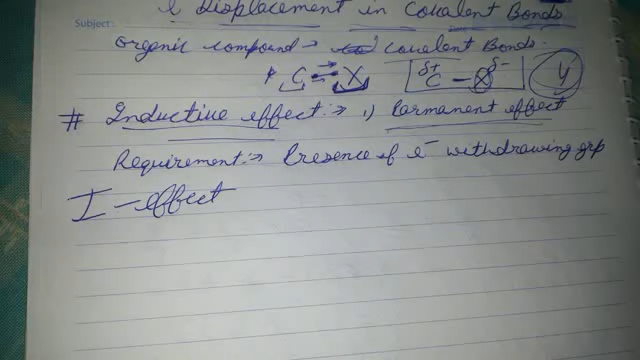 e Displacement in Covalent Bonds
Subject:
organic compound → covalent Bonds.
C ⇌ X δ+ C - X δ- Y
# Inductive effect :→ 1) Parmanent effect
Requirement :→ Presence of e⁻ withdrawing grp
I - effect